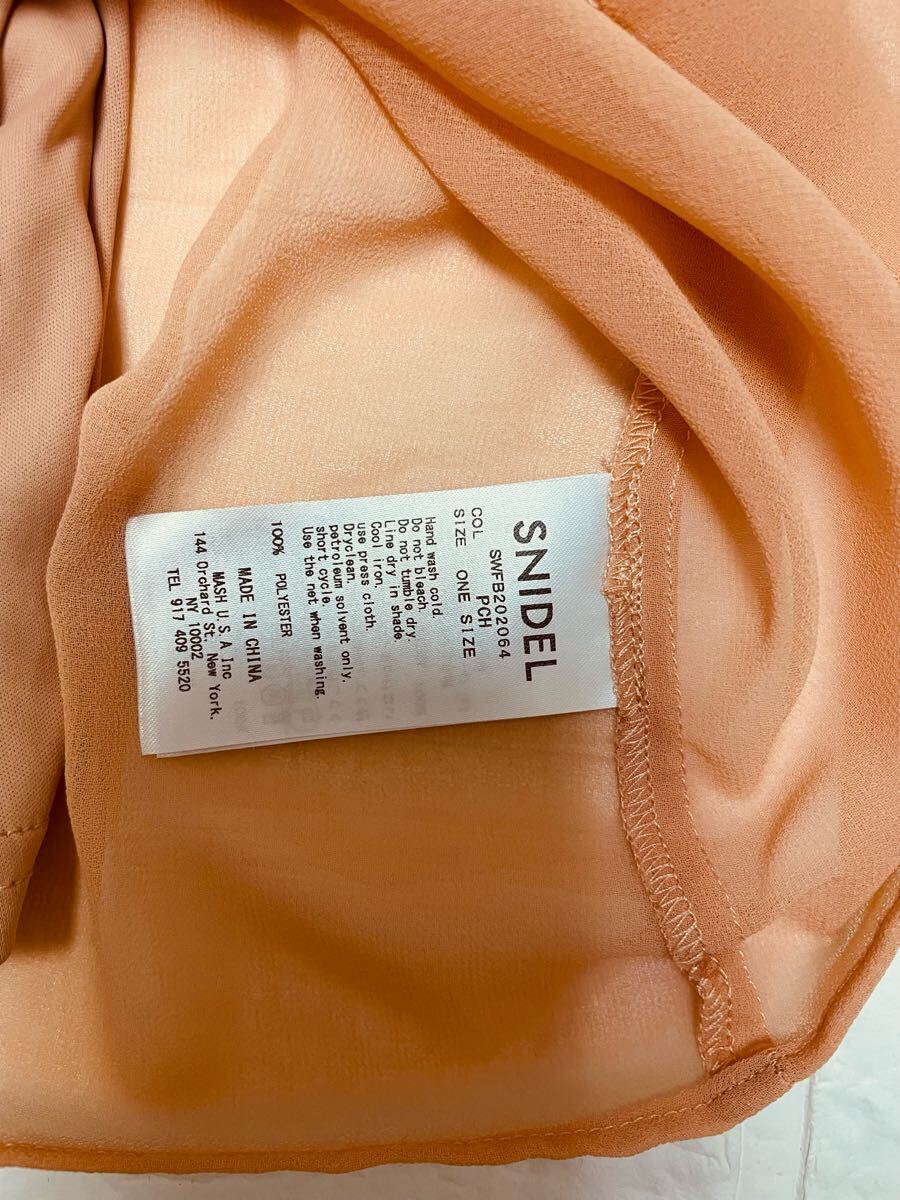 SNIDEL
SWFB202064
COL PCH
SIZE ONE SIZE
Hand wash cold.
Do not bleach.
Do not tumble dry.
Line dry in shade.
Cool iron.
use press cloth.
Dryclean.
petroleum solvent only.
short cycle.
Use the net when washing.
100% POLYESTER
MADE IN CHINA
MASH U.S.A Inc
144 Orchard St. New York.
NY 10002
TEL 917 409 5520